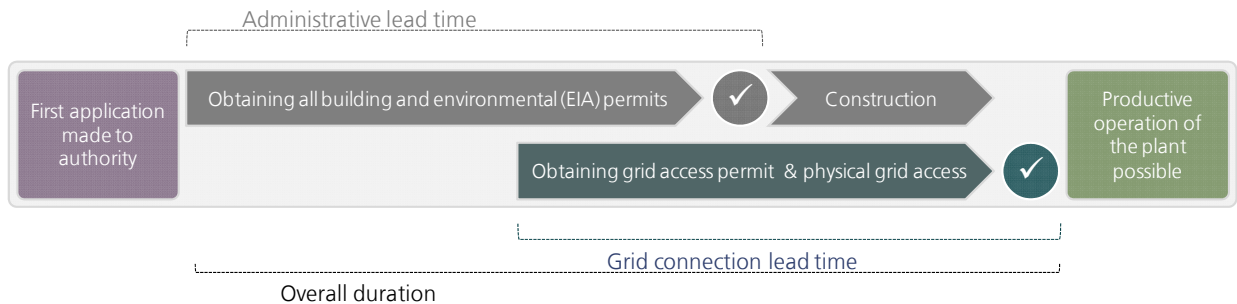 Administrative lead time
First application
made to
authority
Obtaining all building and environmental (EIA) permits
Construction
Obtaining grid access permit & physical grid access
Productive
operation of
the plant
possible
Grid connection lead time
Overall duration